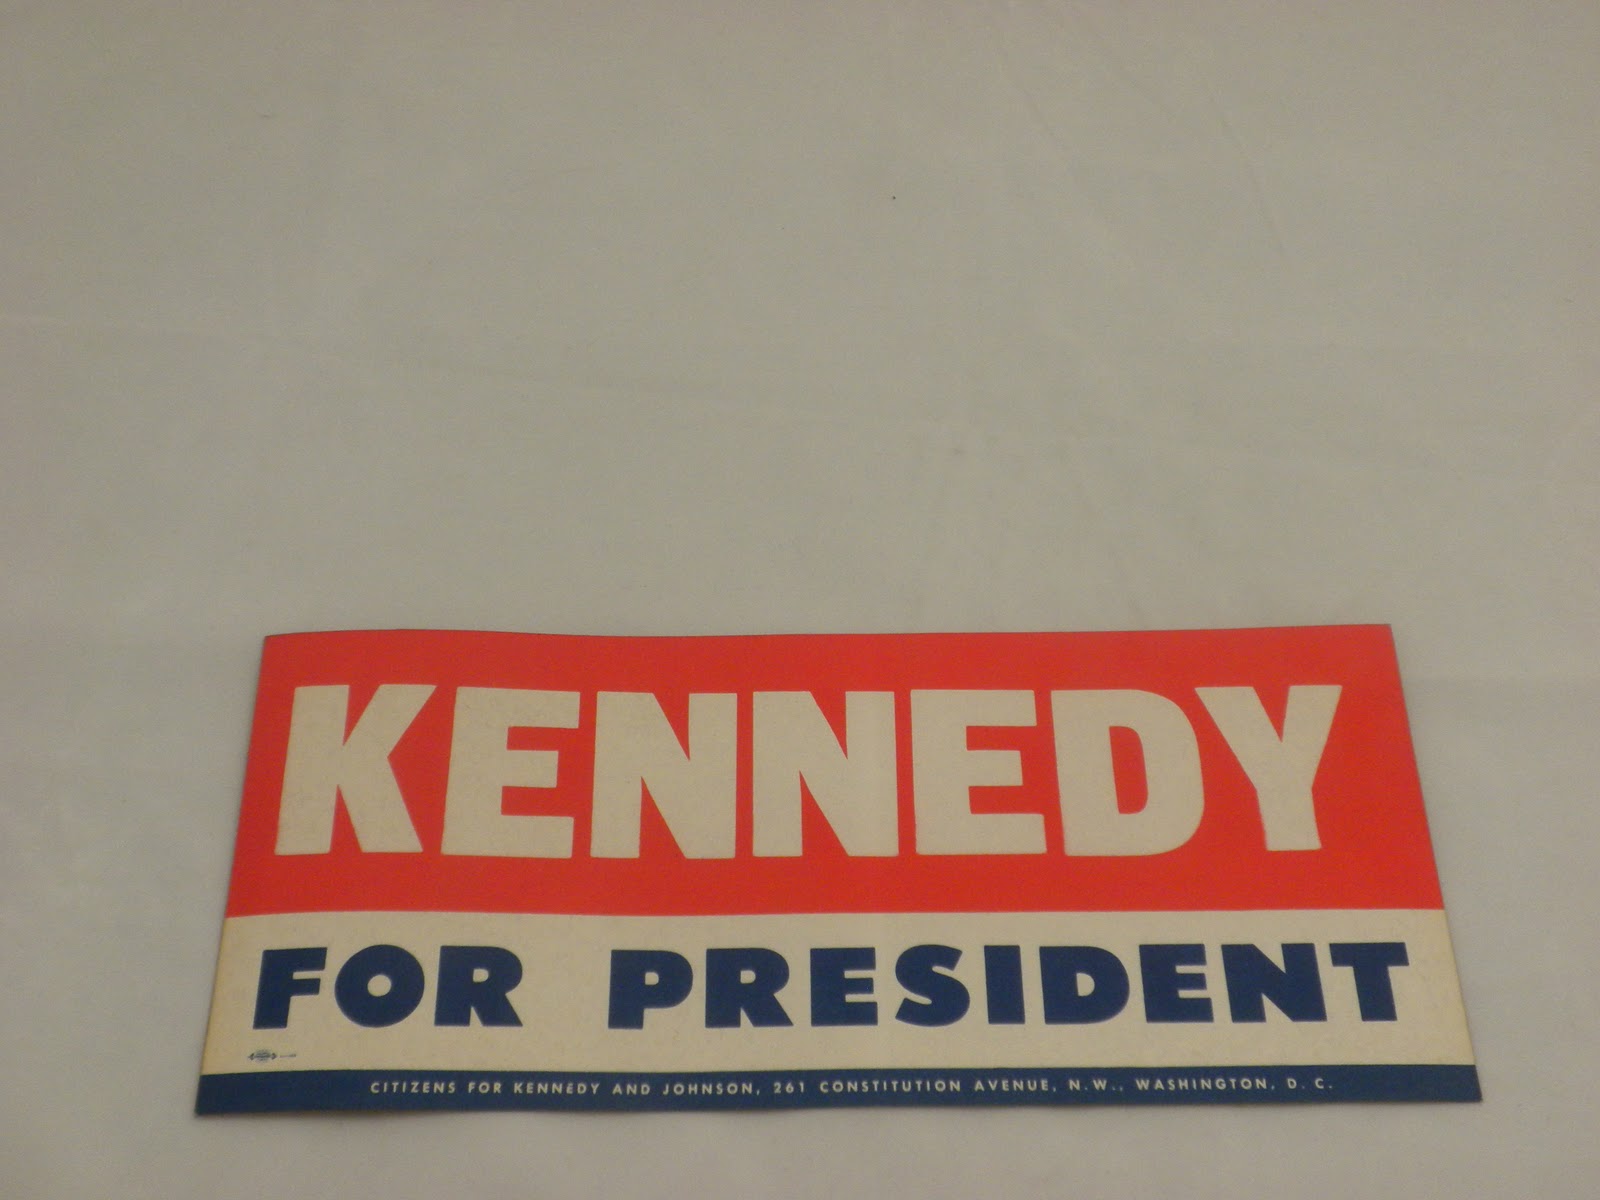 KENNEDY
FOR PRESIDENT
CITIZENS FOR KENNEDY AND JOHNSON, 261 CONSTITUTION AVENUE, N.W., WASHINGTON, D. C.